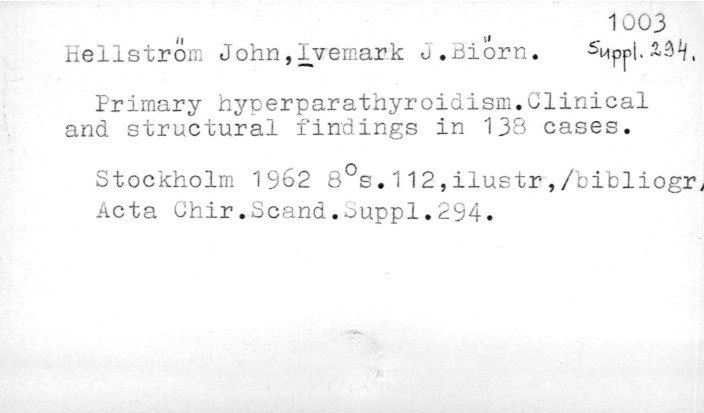 1003
Hellström John,Ivemark J.Biörn. Suppl. 294.
Primary hyperparathyroidism.Clinical
and structural findings in 138 cases.
Stockholm 1962 8°s.112,ilustr,/bibliogr/
Acta Chir.Scand.Suppl.294.